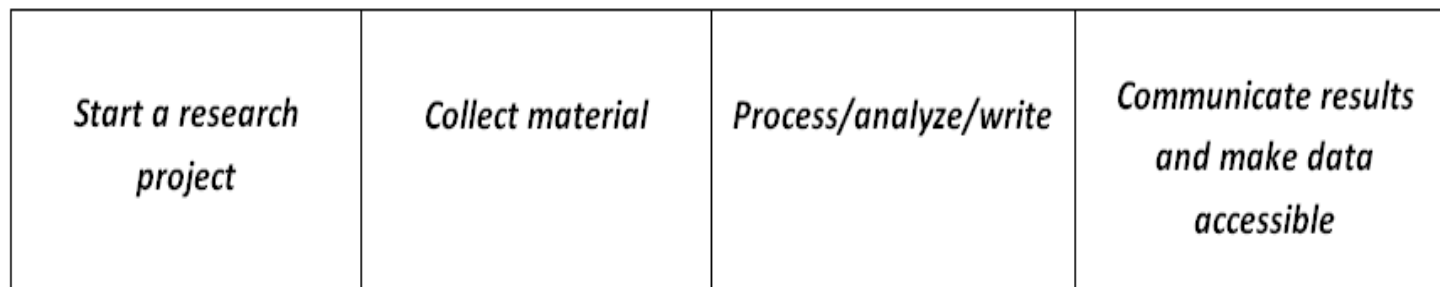 Start a research
project
Collect material
Process/analyze/write
Communicate results
and make data
accessible